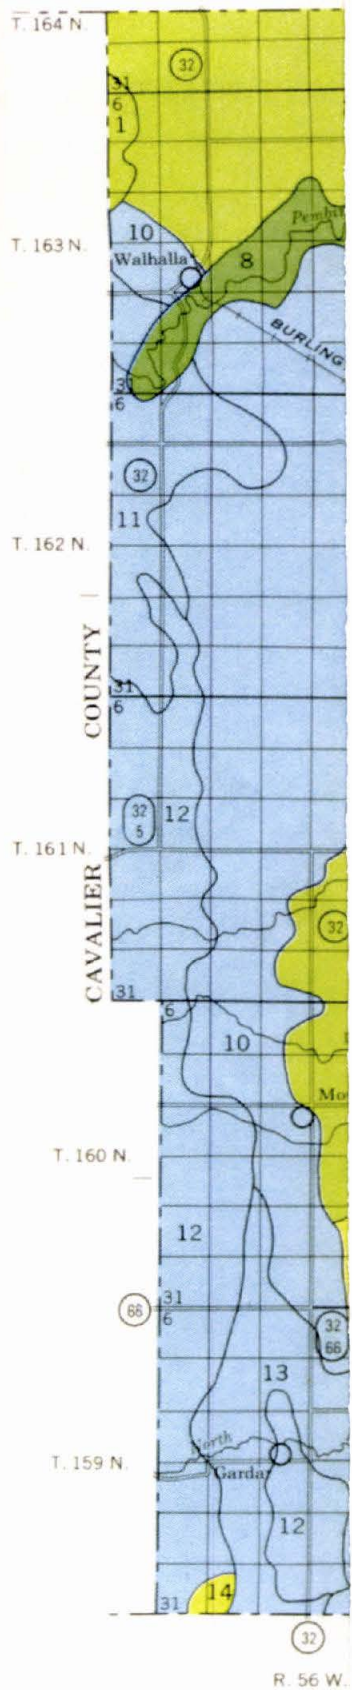 T. 164 N.
32
31
6
1
10
Walhalla
T. 163 N.
8
BURLING
31
6
32
11
T. 162 N.
COUNTY
31
6
32
5
12
T. 161 N.
CAVALIER
32
31
6
10
Mou
T. 160 N.
12
66
31
6
32
66
13
North
T. 159 N.
Gardar
12
31
14
32
R. 56 W.